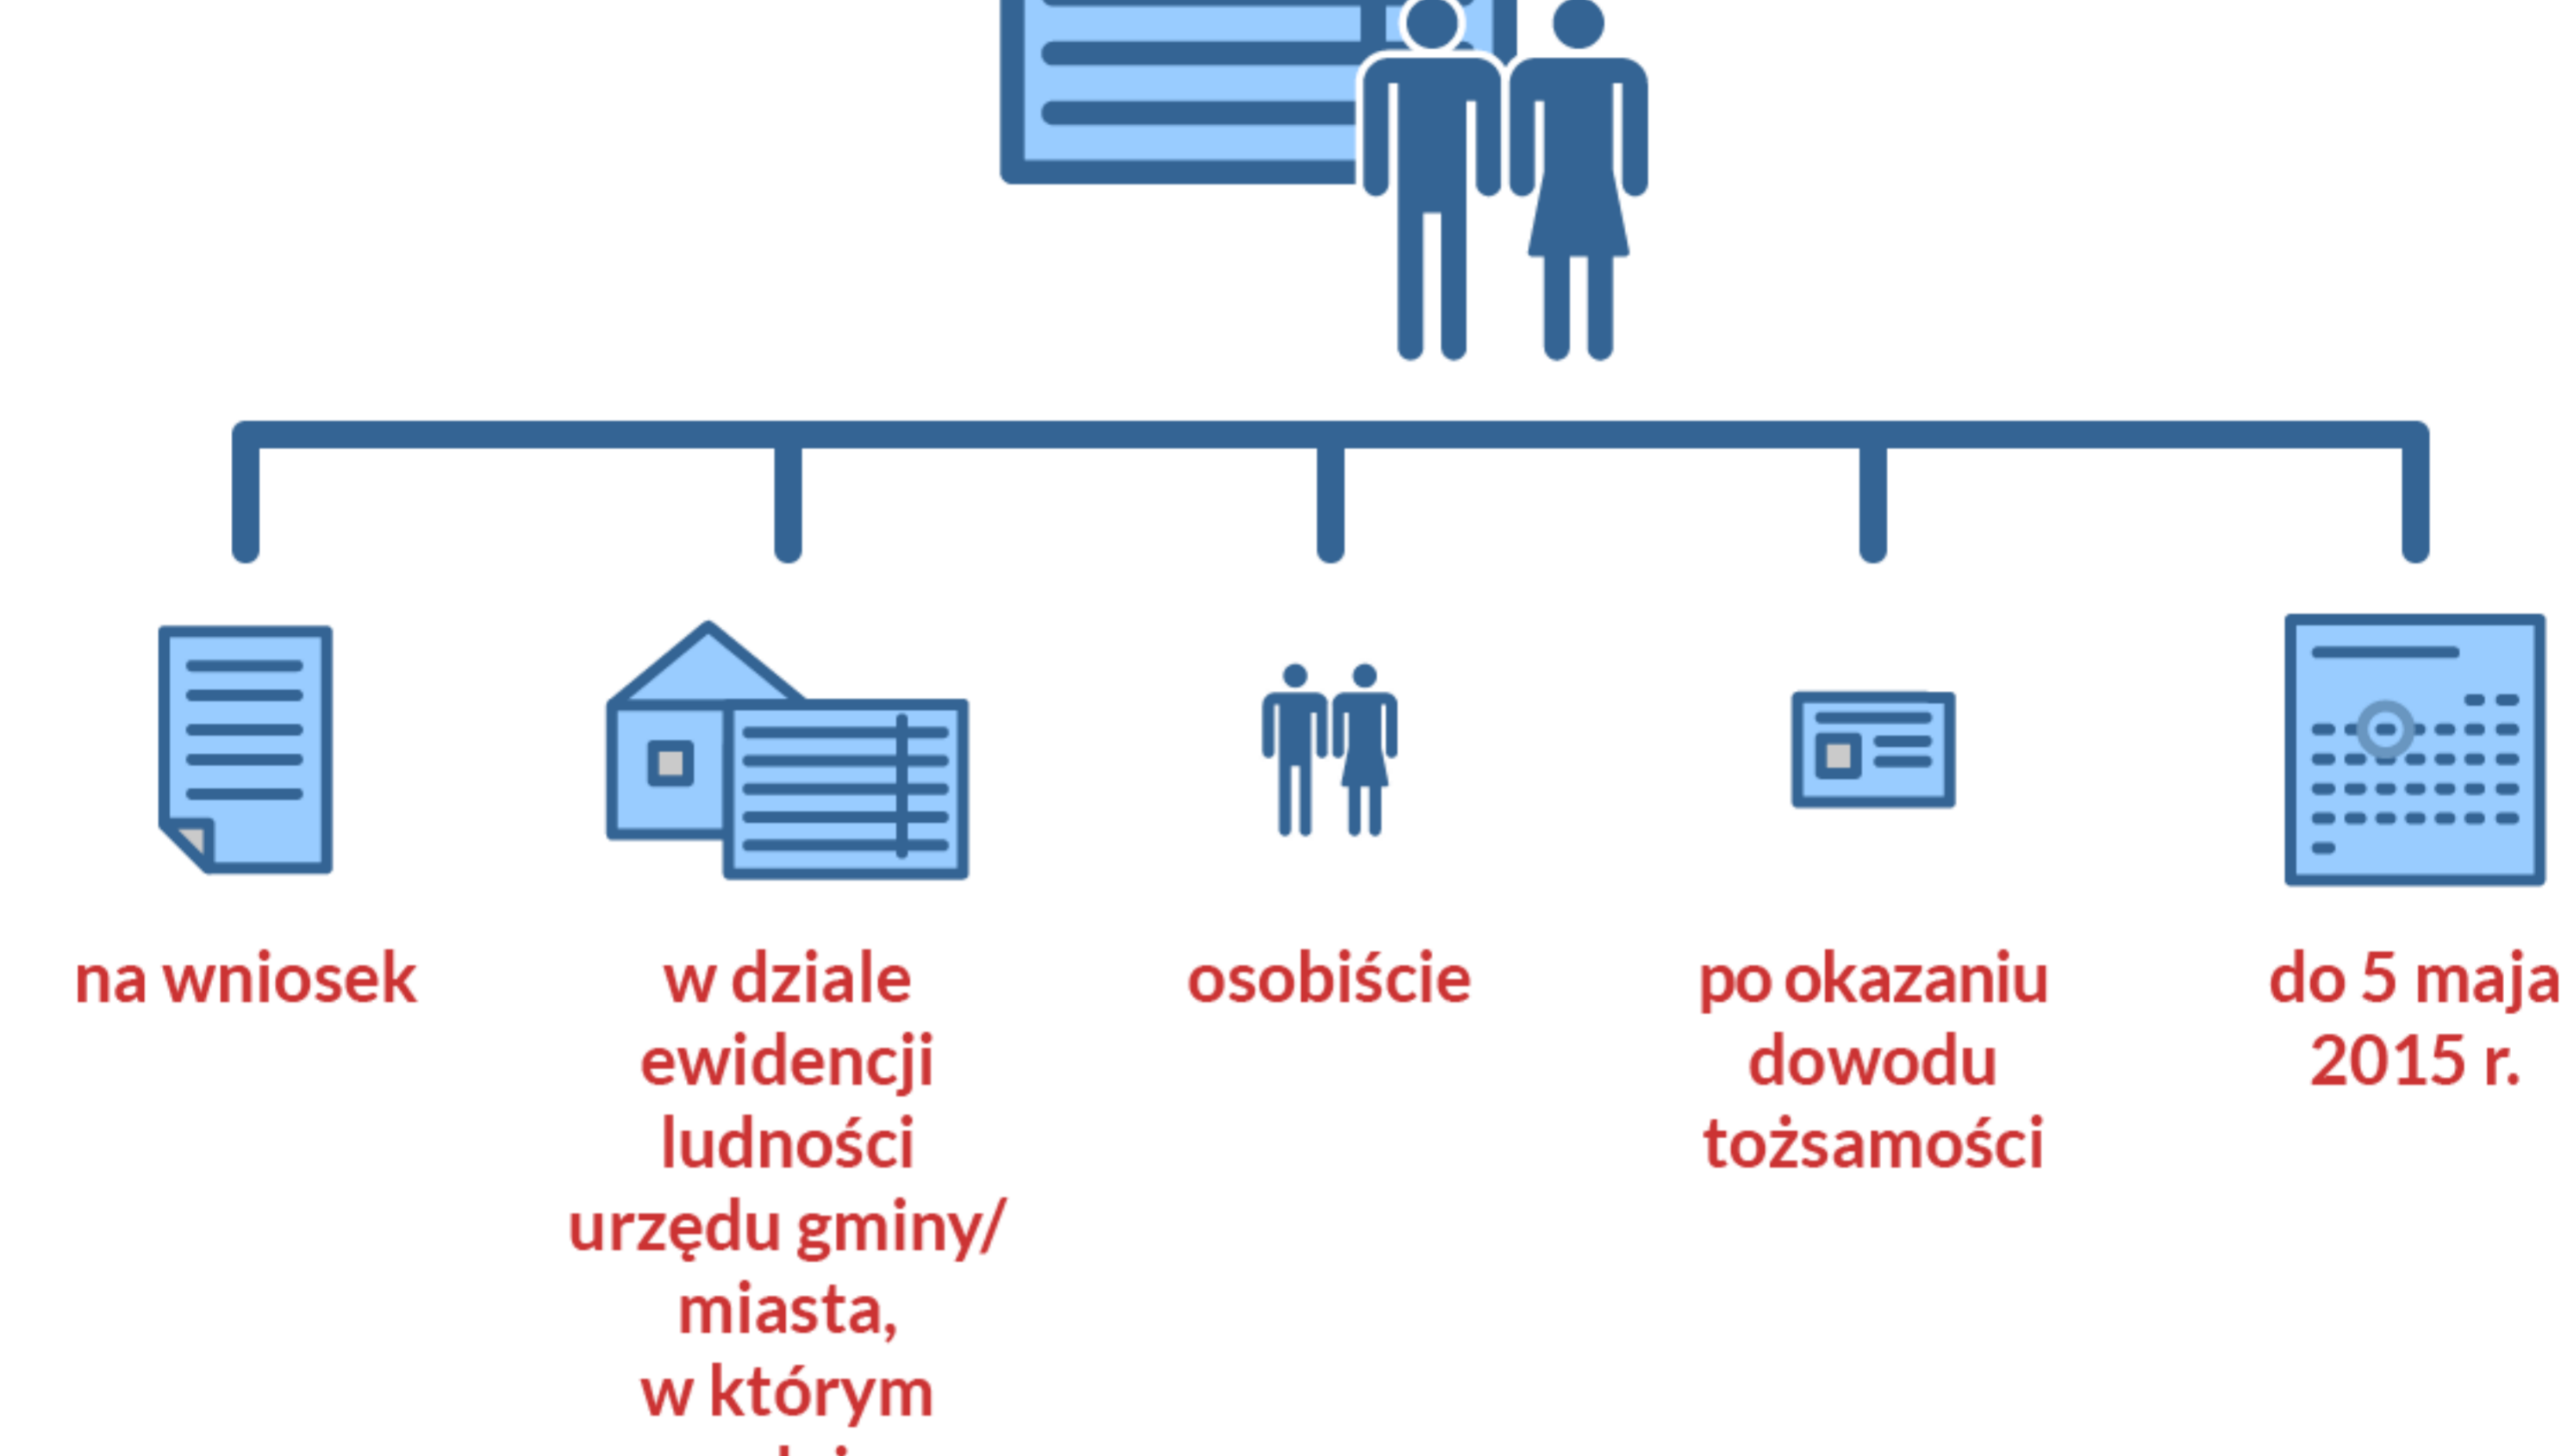 na wniosek
w dziale
ewidencji
ludności
urzędu gminy/
miasta,
w którym
osobiście
po okazaniu
dowodu
tożsamości
do 5 maja
2015 r.